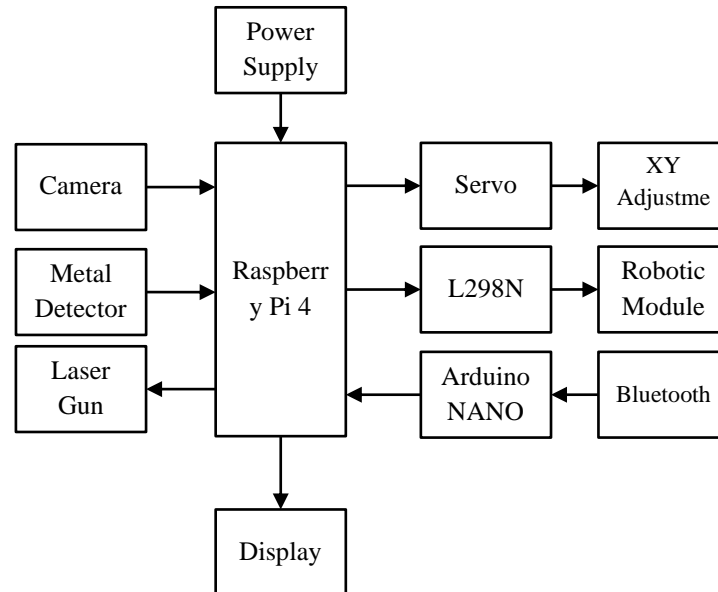 Power
Supply
Camera
Servo
XY
Adjustme
Metal
Detector
Raspberr
y Pi 4
L298N
Robotic
Module
Laser
Gun
Arduino
NANO
Bluetooth
Display